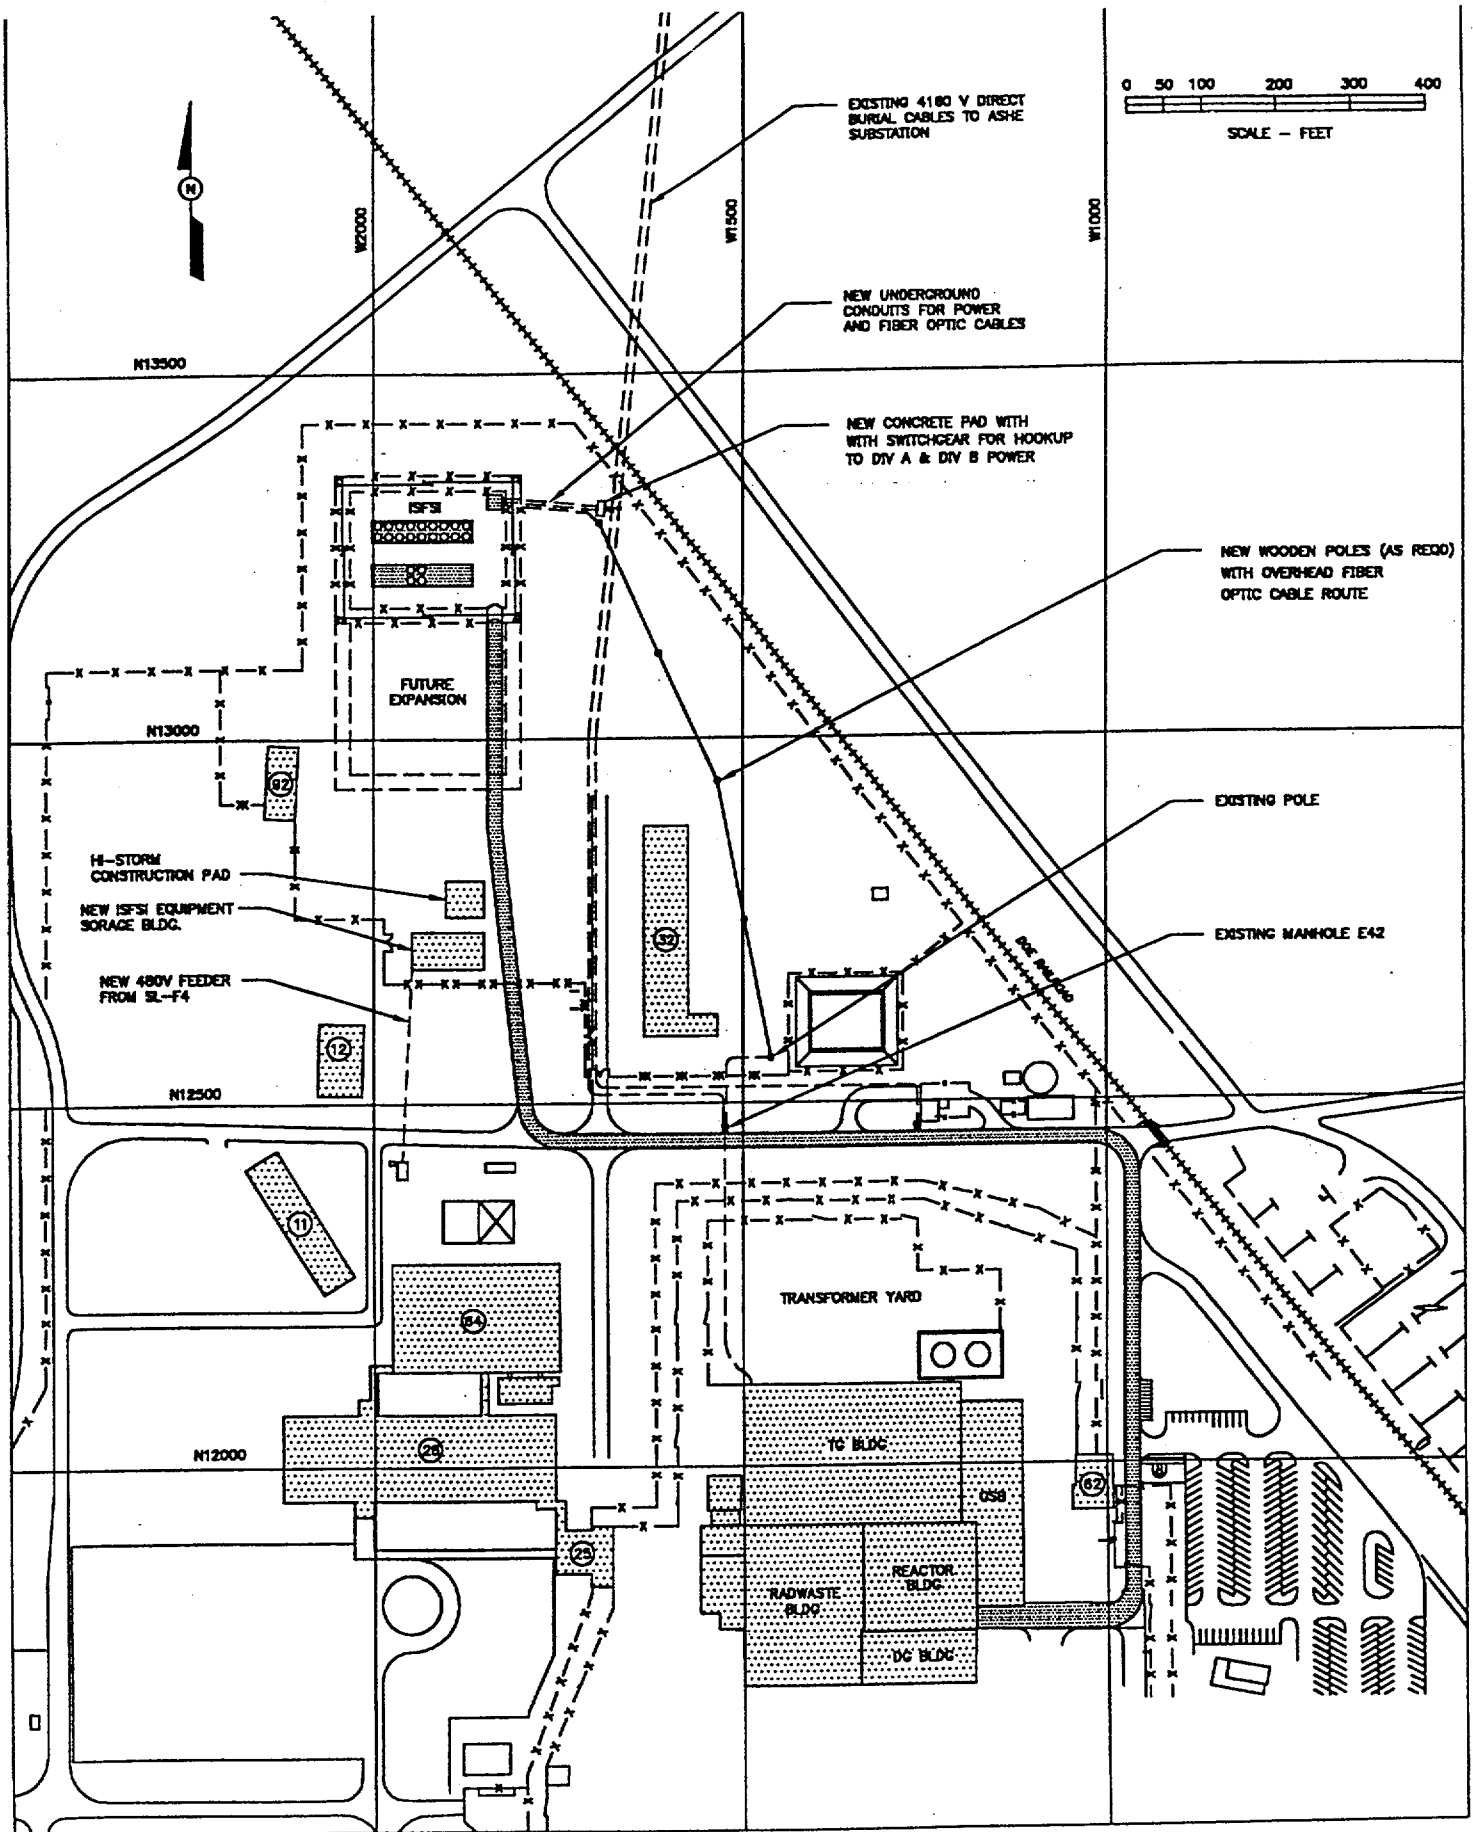 0 50 100 200 300 400
SCALE - FEET
EXISTING 4160 V DIRECT
BURIAL CABLES TO ASHE
SUBSTATION
N
W2000
W1500
W1000
NEW UNDERGROUND
CONDUITS FOR POWER
AND FIBER OPTIC CABLES
N13500
NEW CONCRETE PAD WITH
WITH SWITCHGEAR FOR HOOKUP
TO DIV A & DIV B POWER
ISFSI
NEW WOODEN POLES (AS REQD)
WITH OVERHEAD FIBER
OPTIC CABLE ROUTE
FUTURE
EXPANSION
N13000
92
EXISTING POLE
HI-STORM
CONSTRUCTION PAD
NEW ISFSI EQUIPMENT
SORAGE BLDG.
32
EXISTING MANHOLE E42
DOE RAILROAD
NEW 480V FEEDER
FROM SL-F4
12
N12500
11
TRANSFORMER YARD
64
TG BLDG
N12000
26
GSB
62
25
REACTOR
BLDG
RADWASTE
BLDG
DG BLDG